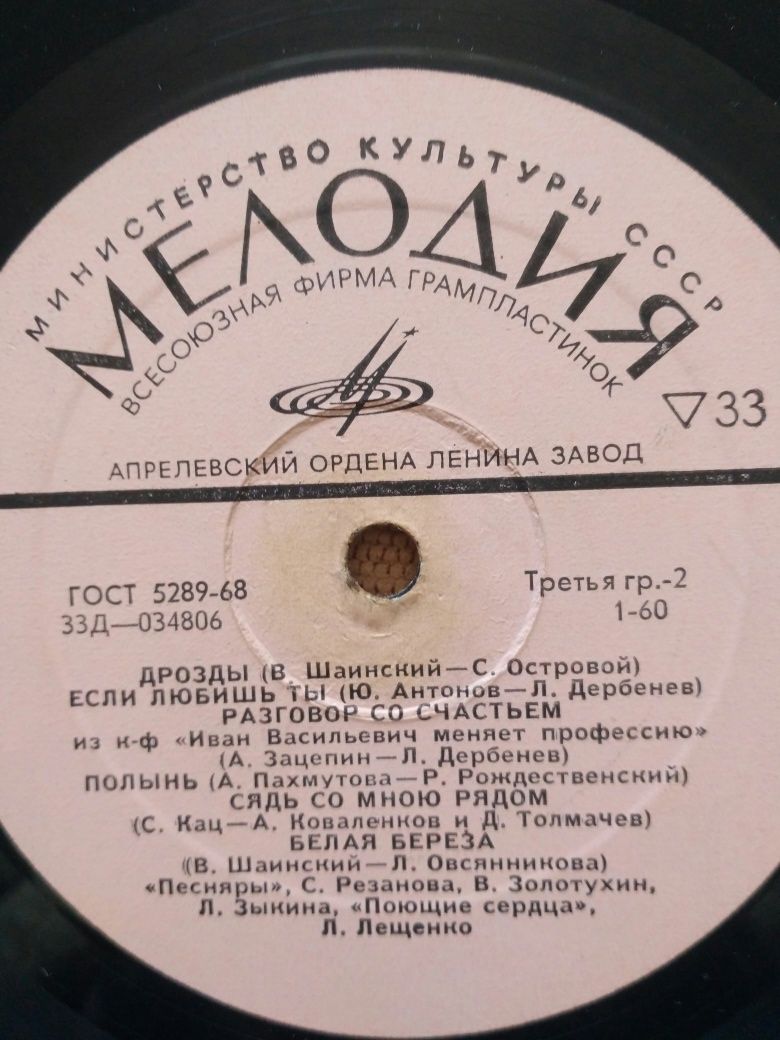 МИНИСТЕРСТВО КУЛЬТУРЫ СССР
МЕЛОДИЯ
ВСЕСОЮЗНАЯ ФИРМА ГРАМПЛАСТИНОК
▽33
АПРЕЛЕВСКИЙ ОРДЕНА ЛЕНИНА ЗАВОД
ГОСТ 5289-68
Третья гр.-2
33Д—034806
1-60
ДРОЗДЫ (В. Шаинский—С. Островой)
ЕСЛИ ЛЮБИШЬ ТЫ (Ю. Антонов—Л. Дербенев)
РАЗГОВОР СО СЧАСТЬЕМ
из к-ф «Иван Васильевич меняет профессию»
(А. Зацепин—Л. Дербенев)
ПОЛЫНЬ (А. Пахмутова—Р. Рождественский)
СЯДЬ СО МНОЮ РЯДОМ
(С. Кац—А. Коваленков и Д. Толмачев)
БЕЛАЯ БЕРЕЗА
(В. Шаинский—Л. Овсянникова)
«Песняры», С. Резанова, В. Золотухин,
Л. Зыкина, «Поющие сердца»,
Л. Лещенко